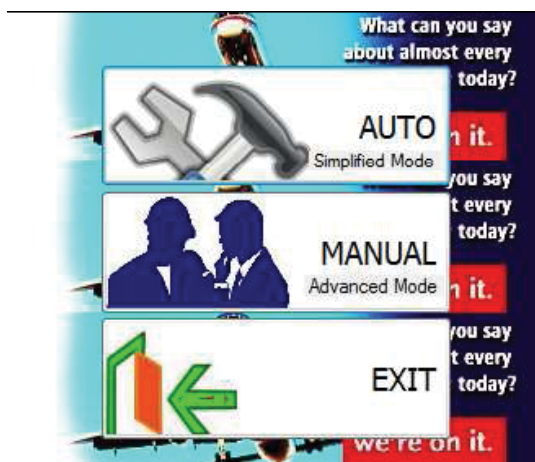 What can you say
about almost every
today?
AUTO
Simplified Mode
it.
you say
every
today?
MANUAL
Advanced Mode
it.
you say
every
today?
EXIT
we're on it.